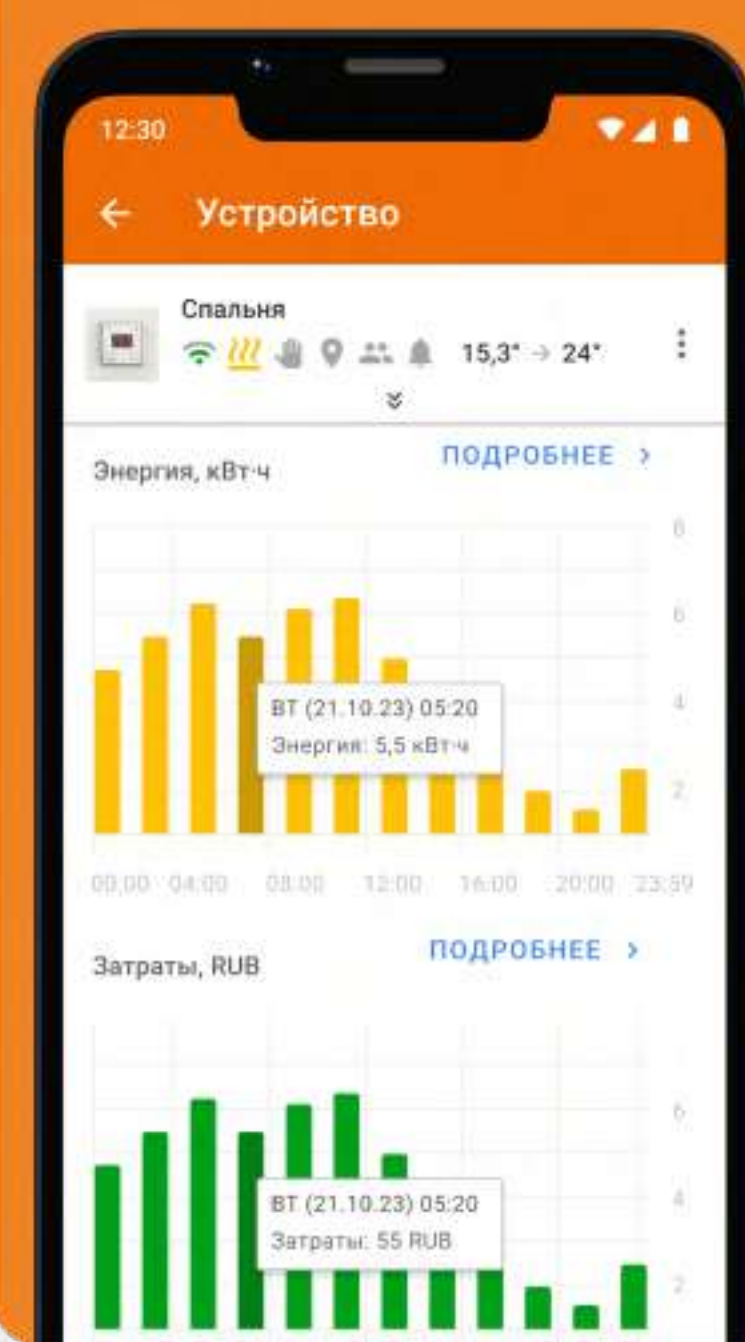 12:30
Устройство
Спальня
15,3° → 24°
Энергия, кВт·ч
ПОДРОБНЕЕ >
6
6
4
2
ВТ (21.10.23) 05:20
Энергия: 5,5 кВт·ч
00:00 04:00 08:00 12:00 16:00 20:00 23:59
Затраты, RUB
ПОДРОБНЕЕ >
6
4
2
ВТ (21.10.23) 05:20
Затраты: 55 RUB